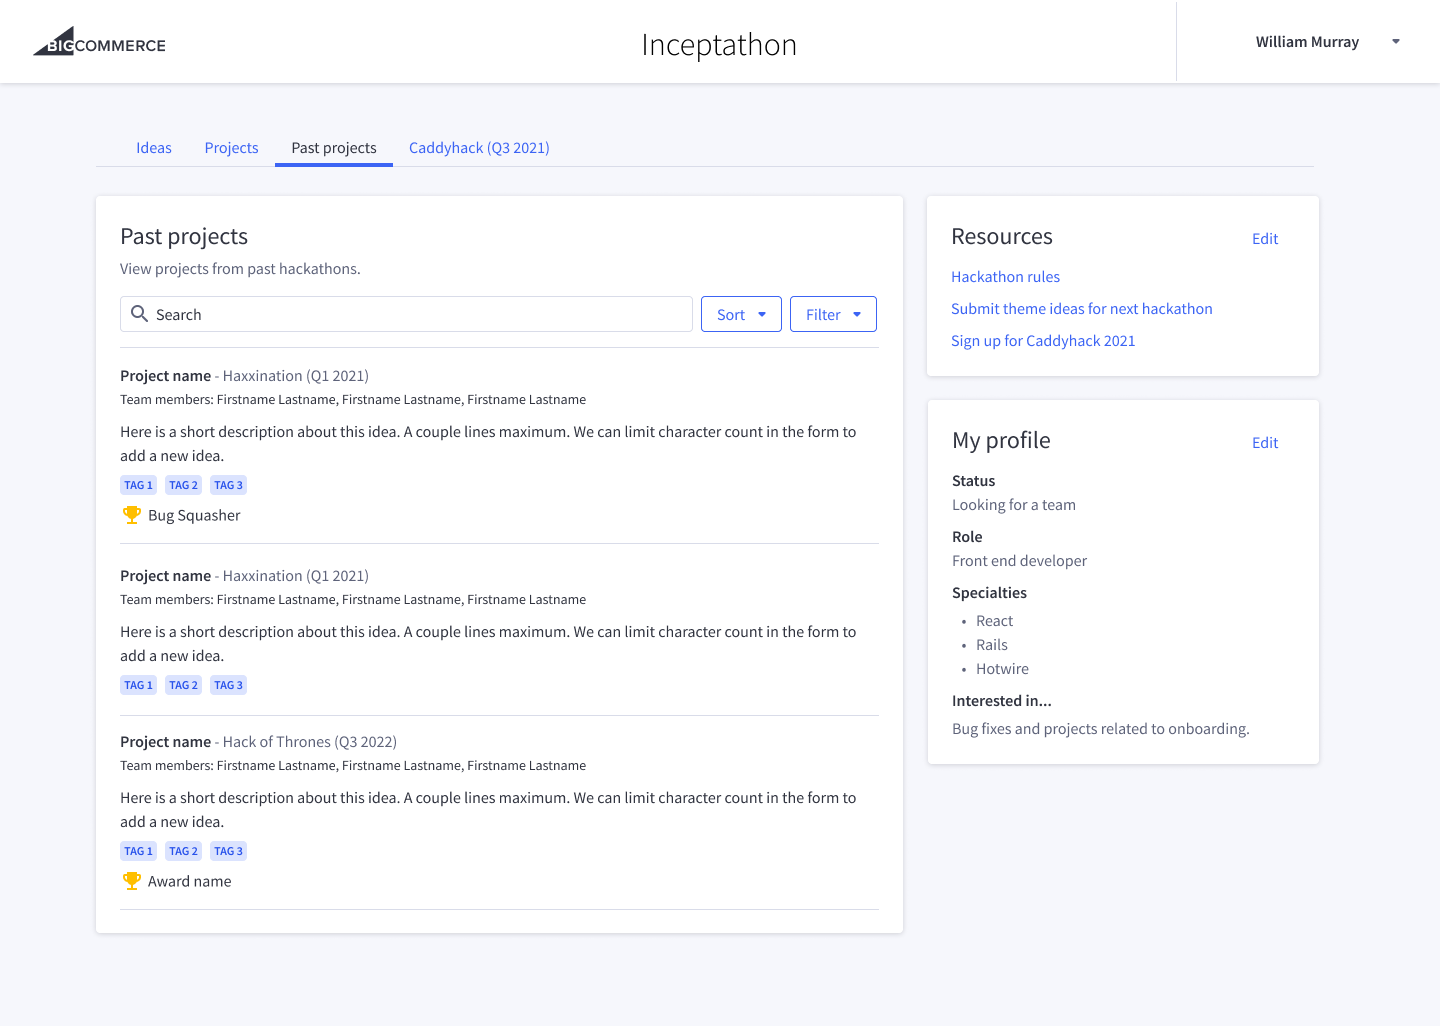 BIGCOMMERCE
Inceptathon
William Murray
Ideas
Projects
Past projects
Caddyhack (Q3 2021)
Past projects
View projects from past hackathons.
Search
Sort
Filter
Project name - Haxxination (Q1 2021)
Team members: Firstname Lastname, Firstname Lastname, Firstname Lastname
Here is a short description about this idea. A couple lines maximum. We can limit character count in the form to
add a new idea.
TAG 1 TAG 2 TAG 3
Bug Squasher
Project name - Haxxination (Q1 2021)
Team members: Firstname Lastname, Firstname Lastname, Firstname Lastname
Here is a short description about this idea. A couple lines maximum. We can limit character count in the form to
add a new idea.
TAG 1 TAG 2 TAG 3
Project name - Hack of Thrones (Q3 2022)
Team members: Firstname Lastname, Firstname Lastname, Firstname Lastname
Here is a short description about this idea. A couple lines maximum. We can limit character count in the form to
add a new idea.
TAG 1 TAG 2 TAG 3
Award name
Resources
Edit
Hackathon rules
Submit theme ideas for next hackathon
Sign up for Caddyhack 2021
My profile
Edit
Status
Looking for a team
Role
Front end developer
Specialties
• React
• Rails
• Hotwire
Interested in...
Bug fixes and projects related to onboarding.